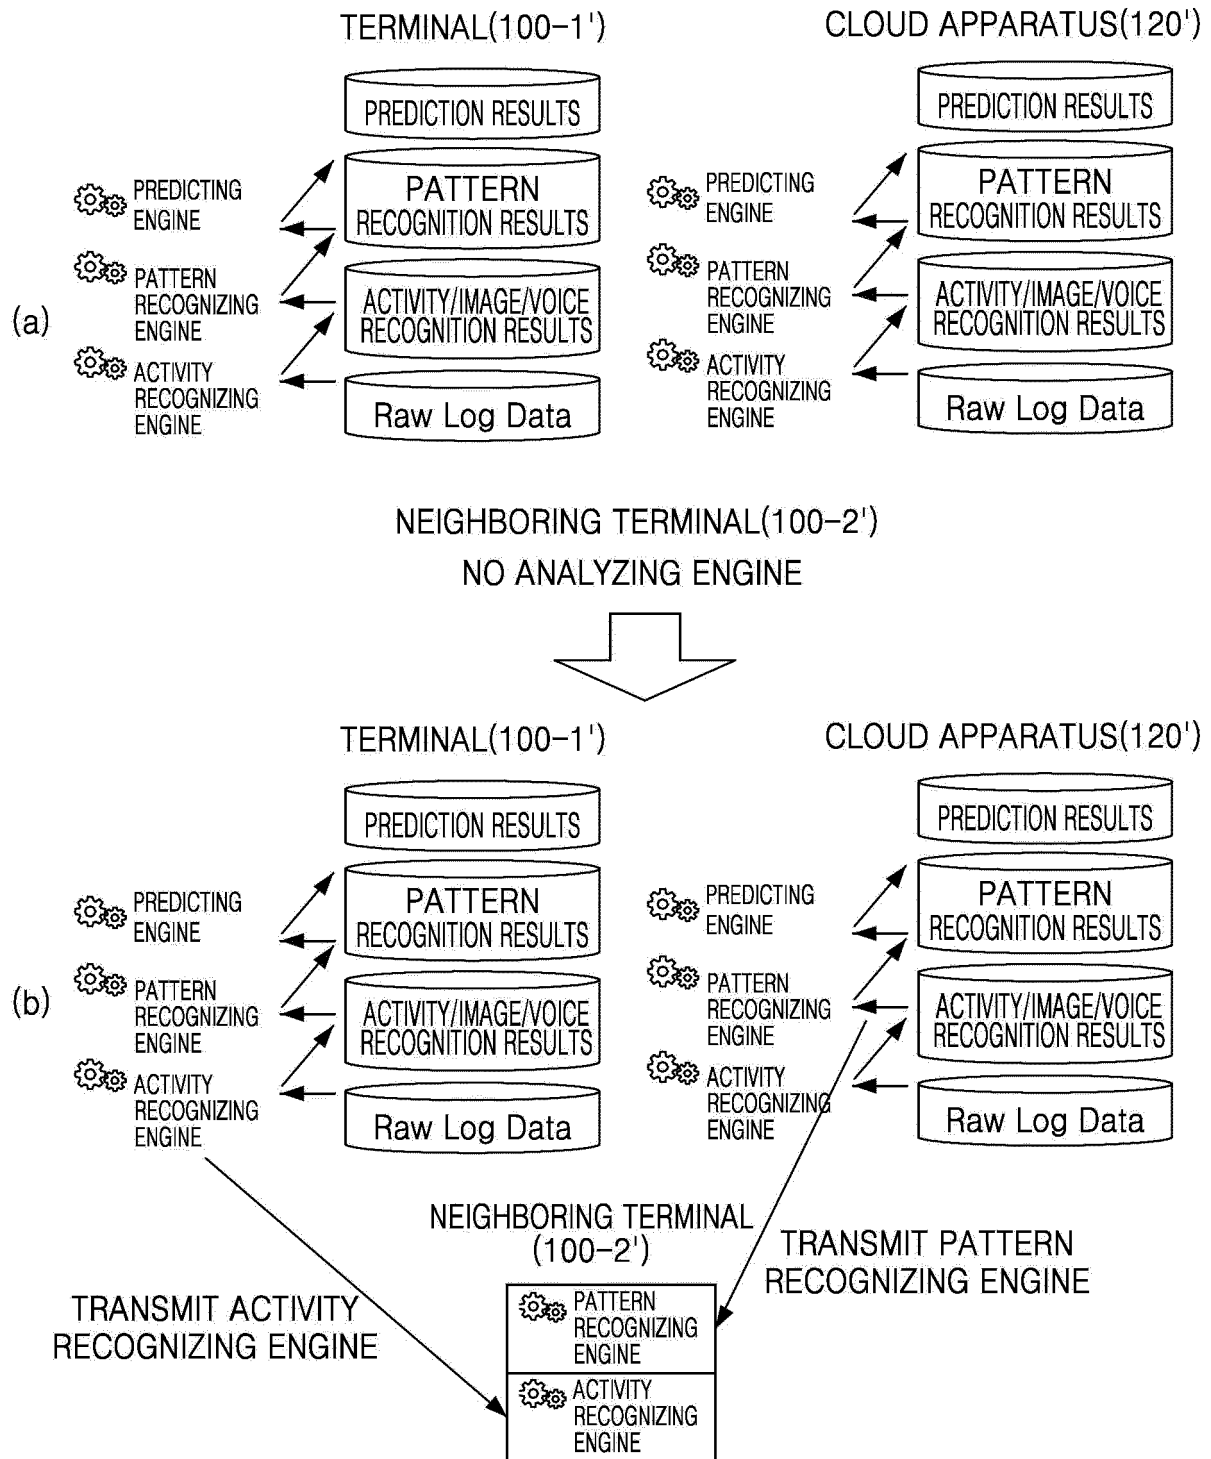 TERMINAL(100-1')
CLOUD APPARATUS(120')
PREDICTION RESULTS
PREDICTING
ENGINE
PATTERN
RECOGNITION RESULTS
PATTERN
RECOGNIZING
ENGINE
ACTIVITY/IMAGE/VOICE
RECOGNITION RESULTS
ACTIVITY
RECOGNIZING
ENGINE
Raw Log Data
(a)
PREDICTION RESULTS
PREDICTING
ENGINE
PATTERN
RECOGNITION RESULTS
PATTERN
RECOGNIZING
ENGINE
ACTIVITY/IMAGE/VOICE
RECOGNITION RESULTS
ACTIVITY
RECOGNIZING
ENGINE
Raw Log Data
NEIGHBORING TERMINAL(100-2')
NO ANALYZING ENGINE
TERMINAL(100-1')
CLOUD APPARATUS(120')
PREDICTION RESULTS
PREDICTING
ENGINE
PATTERN
RECOGNITION RESULTS
PATTERN
RECOGNIZING
ENGINE
ACTIVITY/IMAGE/VOICE
RECOGNITION RESULTS
ACTIVITY
RECOGNIZING
ENGINE
Raw Log Data
(b)
PREDICTION RESULTS
PREDICTING
ENGINE
PATTERN
RECOGNITION RESULTS
PATTERN
RECOGNIZING
ENGINE
ACTIVITY/IMAGE/VOICE
RECOGNITION RESULTS
ACTIVITY
RECOGNIZING
ENGINE
Raw Log Data
NEIGHBORING TERMINAL
(100-2')
TRANSMIT PATTERN
RECOGNIZING ENGINE
TRANSMIT ACTIVITY
RECOGNIZING ENGINE
PATTERN
RECOGNIZING
ENGINE
ACTIVITY
RECOGNIZING
ENGINE